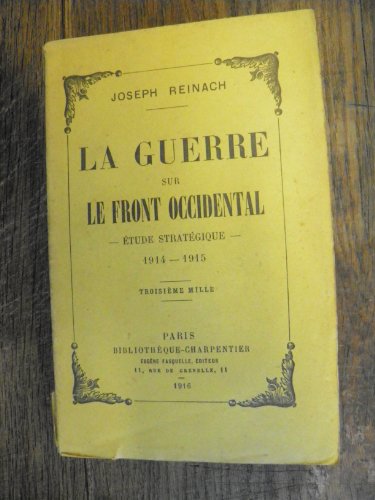 JOSEPH REINACH
LA GUERRE
SUR
LE FRONT OCCIDENTAL
— ÉTUDE STRATÉGIQUE —
1914 — 1915
TROISIÈME MILLE
PARIS
BIBLIOTHÈQUE-CHARPENTIER
EUGÈNE FASQUELLE, ÉDITEUR
11, RUE DE GRENELLE, 11
1916